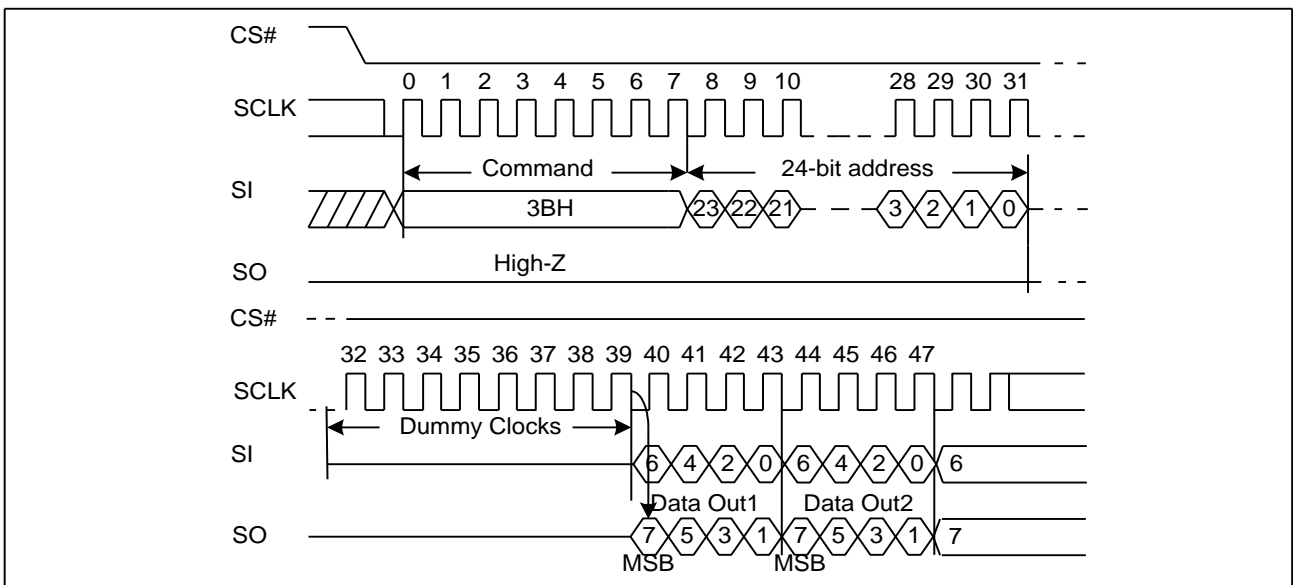 CS#
0 1 2 3 4 5 6 7 8 9 10 28 29 30 31
SCLK
Command 24-bit address
SI
3BH 23 22 21 3 2 1 0
High-Z
SO
CS#
32 33 34 35 36 37 38 39 40 41 42 43 44 45 46 47
SCLK
Dummy Clocks
SI 6 4 2 0 6 4 2 0 6
Data Out1 Data Out2
SO 7 5 3 1 7 5 3 1 7
MSB MSB